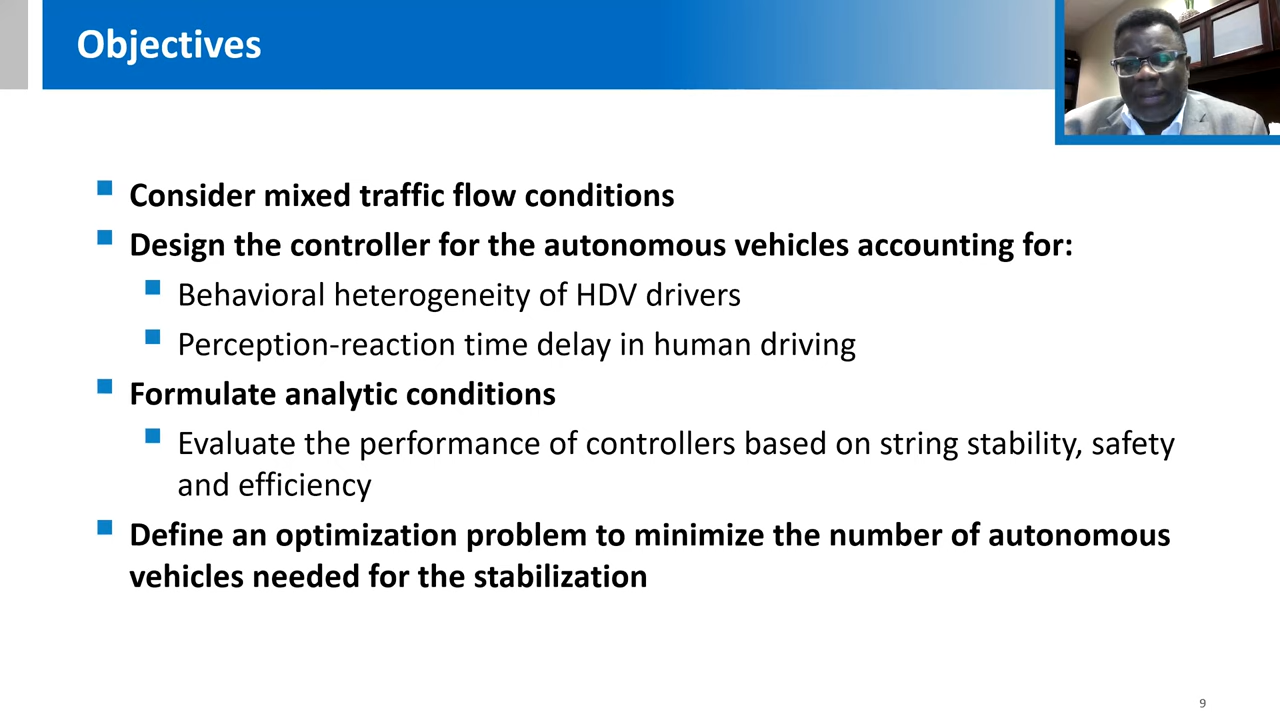 Objectives
Consider mixed traffic flow conditions
Design the controller for the autonomous vehicles accounting for:
Behavioral heterogeneity of HDV drivers
Perception-reaction time delay in human driving
Formulate analytic conditions
Evaluate the performance of controllers based on string stability, safety
and efficiency
Define an optimization problem to minimize the number of autonomous
vehicles needed for the stabilization
9